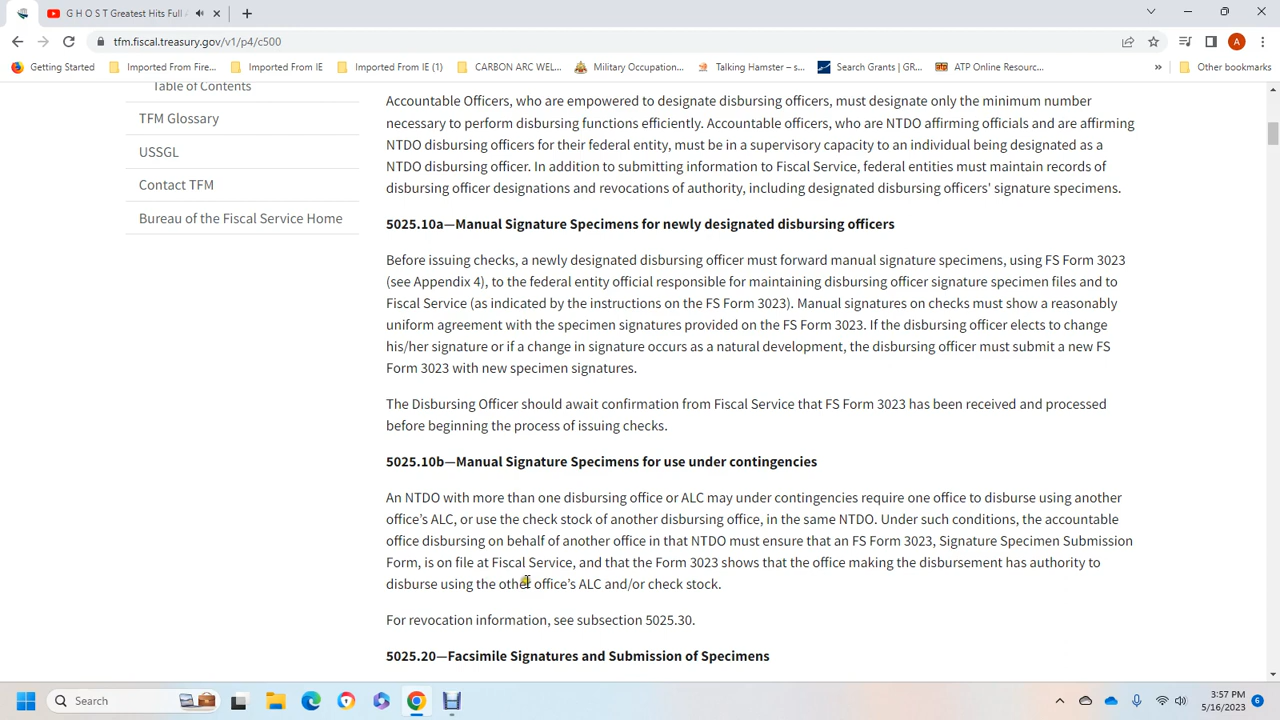 G H O S T Greatest Hits Full A
tfm.fiscal.treasury.gov/v1/p4/c500
A
Getting Started
Imported From Fire...
Imported From IE
Imported From IE (1)
CARBON ARC WEL...
Military Occupation...
Talking Hamster – s...
Search Grants | GR...
ATP Online Resourc...
»
Other bookmarks
Table of Contents
TFM Glossary
USSGL
Contact TFM
Bureau of the Fiscal Service Home
Accountable Officers, who are empowered to designate disbursing officers, must designate only the minimum number
necessary to perform disbursing functions efficiently. Accountable officers, who are NTDO affirming officials and are affirming
NTDO disbursing officers for their federal entity, must be in a supervisory capacity to an individual being designated as a
NTDO disbursing officer. In addition to submitting information to Fiscal Service, federal entities must maintain records of
disbursing officer designations and revocations of authority, including designated disbursing officers' signature specimens.
5025.10a—Manual Signature Specimens for newly designated disbursing officers
Before issuing checks, a newly designated disbursing officer must forward manual signature specimens, using FS Form 3023
(see Appendix 4), to the federal entity official responsible for maintaining disbursing officer signature specimen files and to
Fiscal Service (as indicated by the instructions on the FS Form 3023). Manual signatures on checks must show a reasonably
uniform agreement with the specimen signatures provided on the FS Form 3023. If the disbursing officer elects to change
his/her signature or if a change in signature occurs as a natural development, the disbursing officer must submit a new FS
Form 3023 with new specimen signatures.
The Disbursing Officer should await confirmation from Fiscal Service that FS Form 3023 has been received and processed
before beginning the process of issuing checks.
5025.10b—Manual Signature Specimens for use under contingencies
An NTDO with more than one disbursing office or ALC may under contingencies require one office to disburse using another
office's ALC, or use the check stock of another disbursing office, in the same NTDO. Under such conditions, the accountable
office disbursing on behalf of another office in that NTDO must ensure that an FS Form 3023, Signature Specimen Submission
Form, is on file at Fiscal Service, and that the Form 3023 shows that the office making the disbursement has authority to
disburse using the other office's ALC and/or check stock.
For revocation information, see subsection 5025.30.
5025.20—Facsimile Signatures and Submission of Specimens
Search
3:57 PM
5/16/2023
6